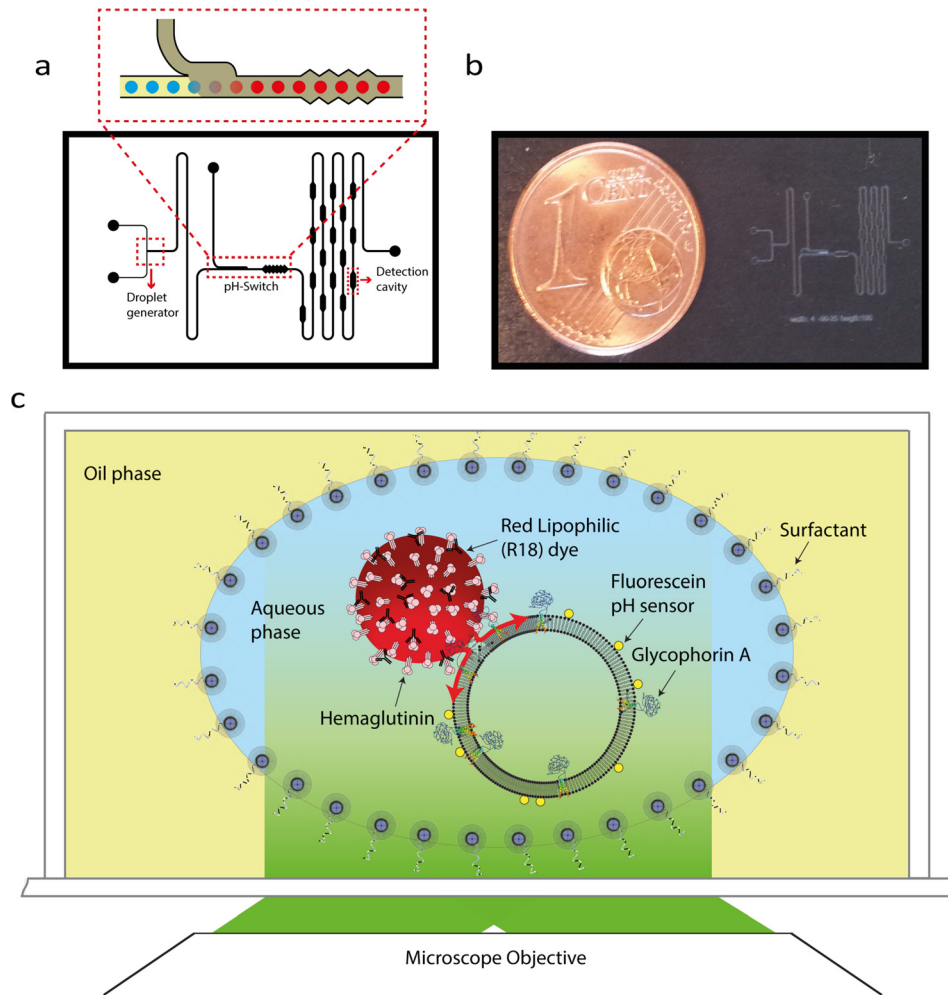 a
b
Droplet
generator
pH-Switch
Detection
cavity
1
CENT
c
Oil phase
Red Lipophilic
(R18) dye
Surfactant
Fluorescein
pH sensor
Aqueous
phase
Glycophorin A
Hemaglutinin
Microscope Objective